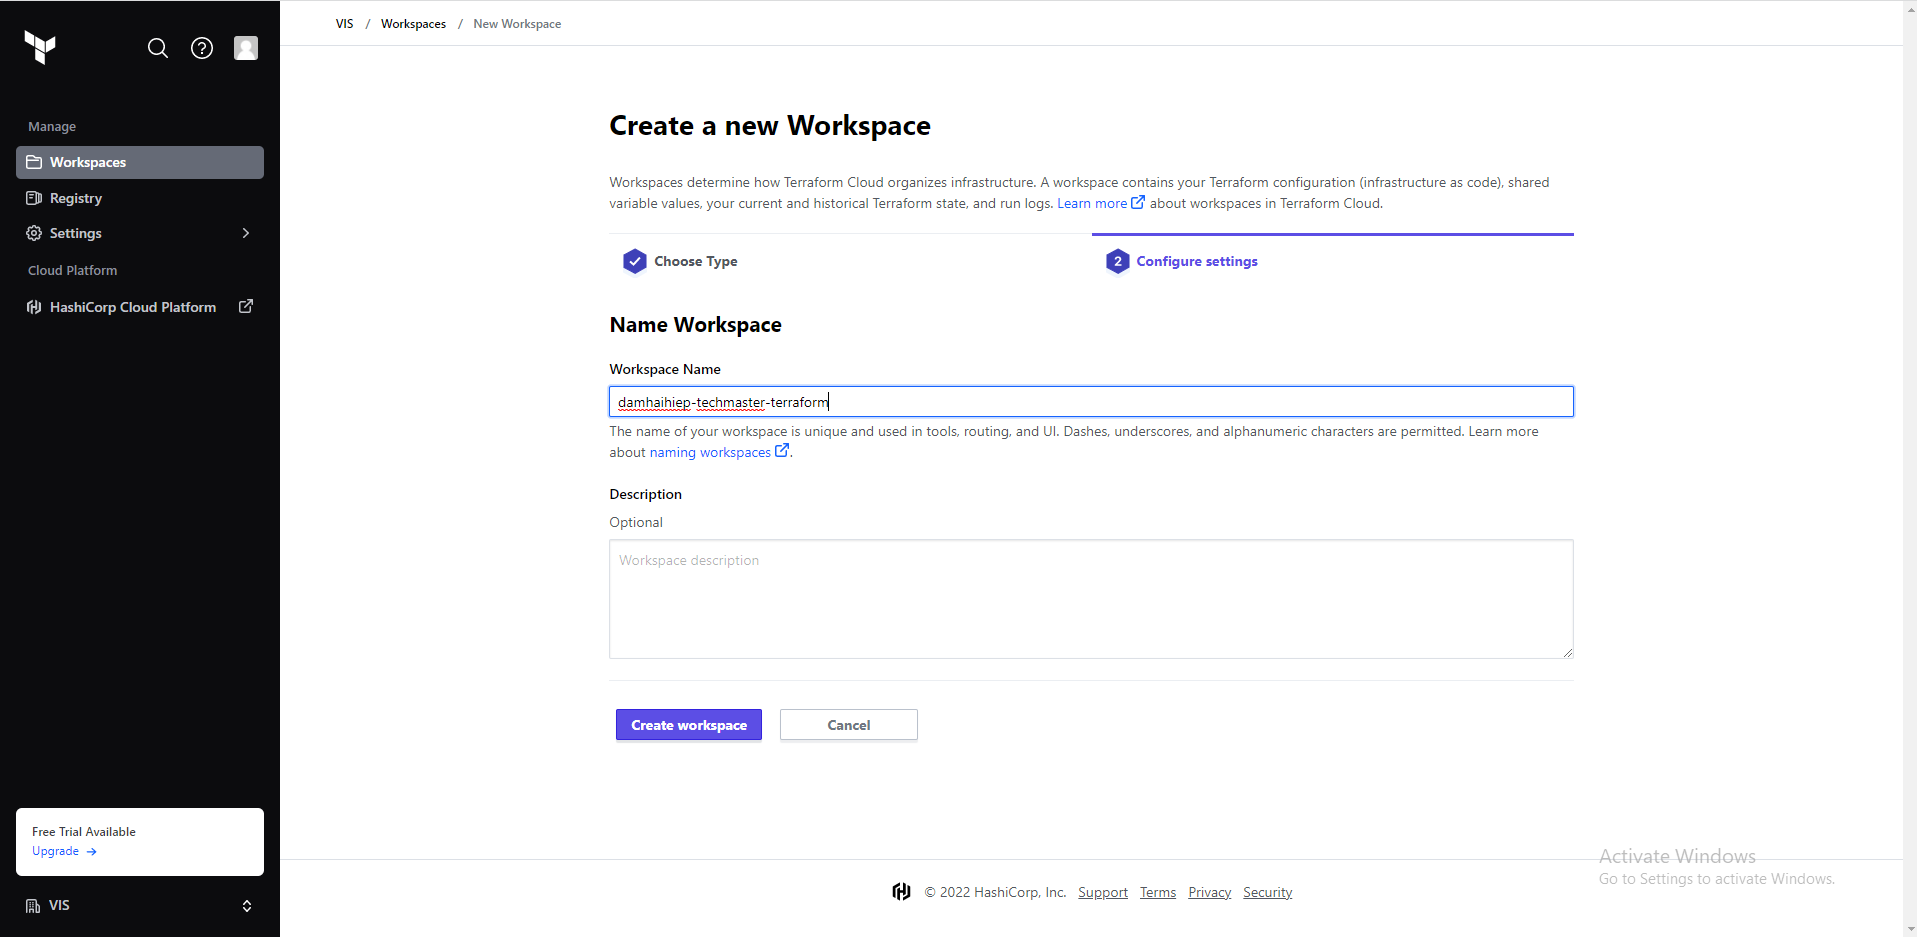 VIS / Workspaces / New Workspace
Manage
Workspaces
Registry
Settings
Cloud Platform
HashiCorp Cloud Platform
Free Trial Available
Upgrade →
VIS
Create a new Workspace
Workspaces determine how Terraform Cloud organizes infrastructure. A workspace contains your Terraform configuration (infrastructure as code), shared
variable values, your current and historical Terraform state, and run logs. Learn more about workspaces in Terraform Cloud.
Choose Type
2 Configure settings
Name Workspace
Workspace Name
damhaihiep-techmaster-terraform
The name of your workspace is unique and used in tools, routing, and UI. Dashes, underscores, and alphanumeric characters are permitted. Learn more
about naming workspaces.
Description
Optional
Workspace description
Create workspace
Cancel
Activate Windows
Go to Settings to activate Windows.
© 2022 HashiCorp, Inc. Support Terms Privacy Security